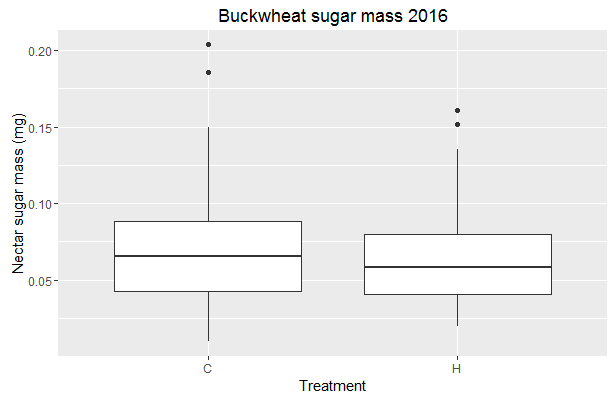 Buckwheat sugar mass 2016
Nectar sugar mass (mg)
0.20
0.15
0.10
0.05
C H
Treatment